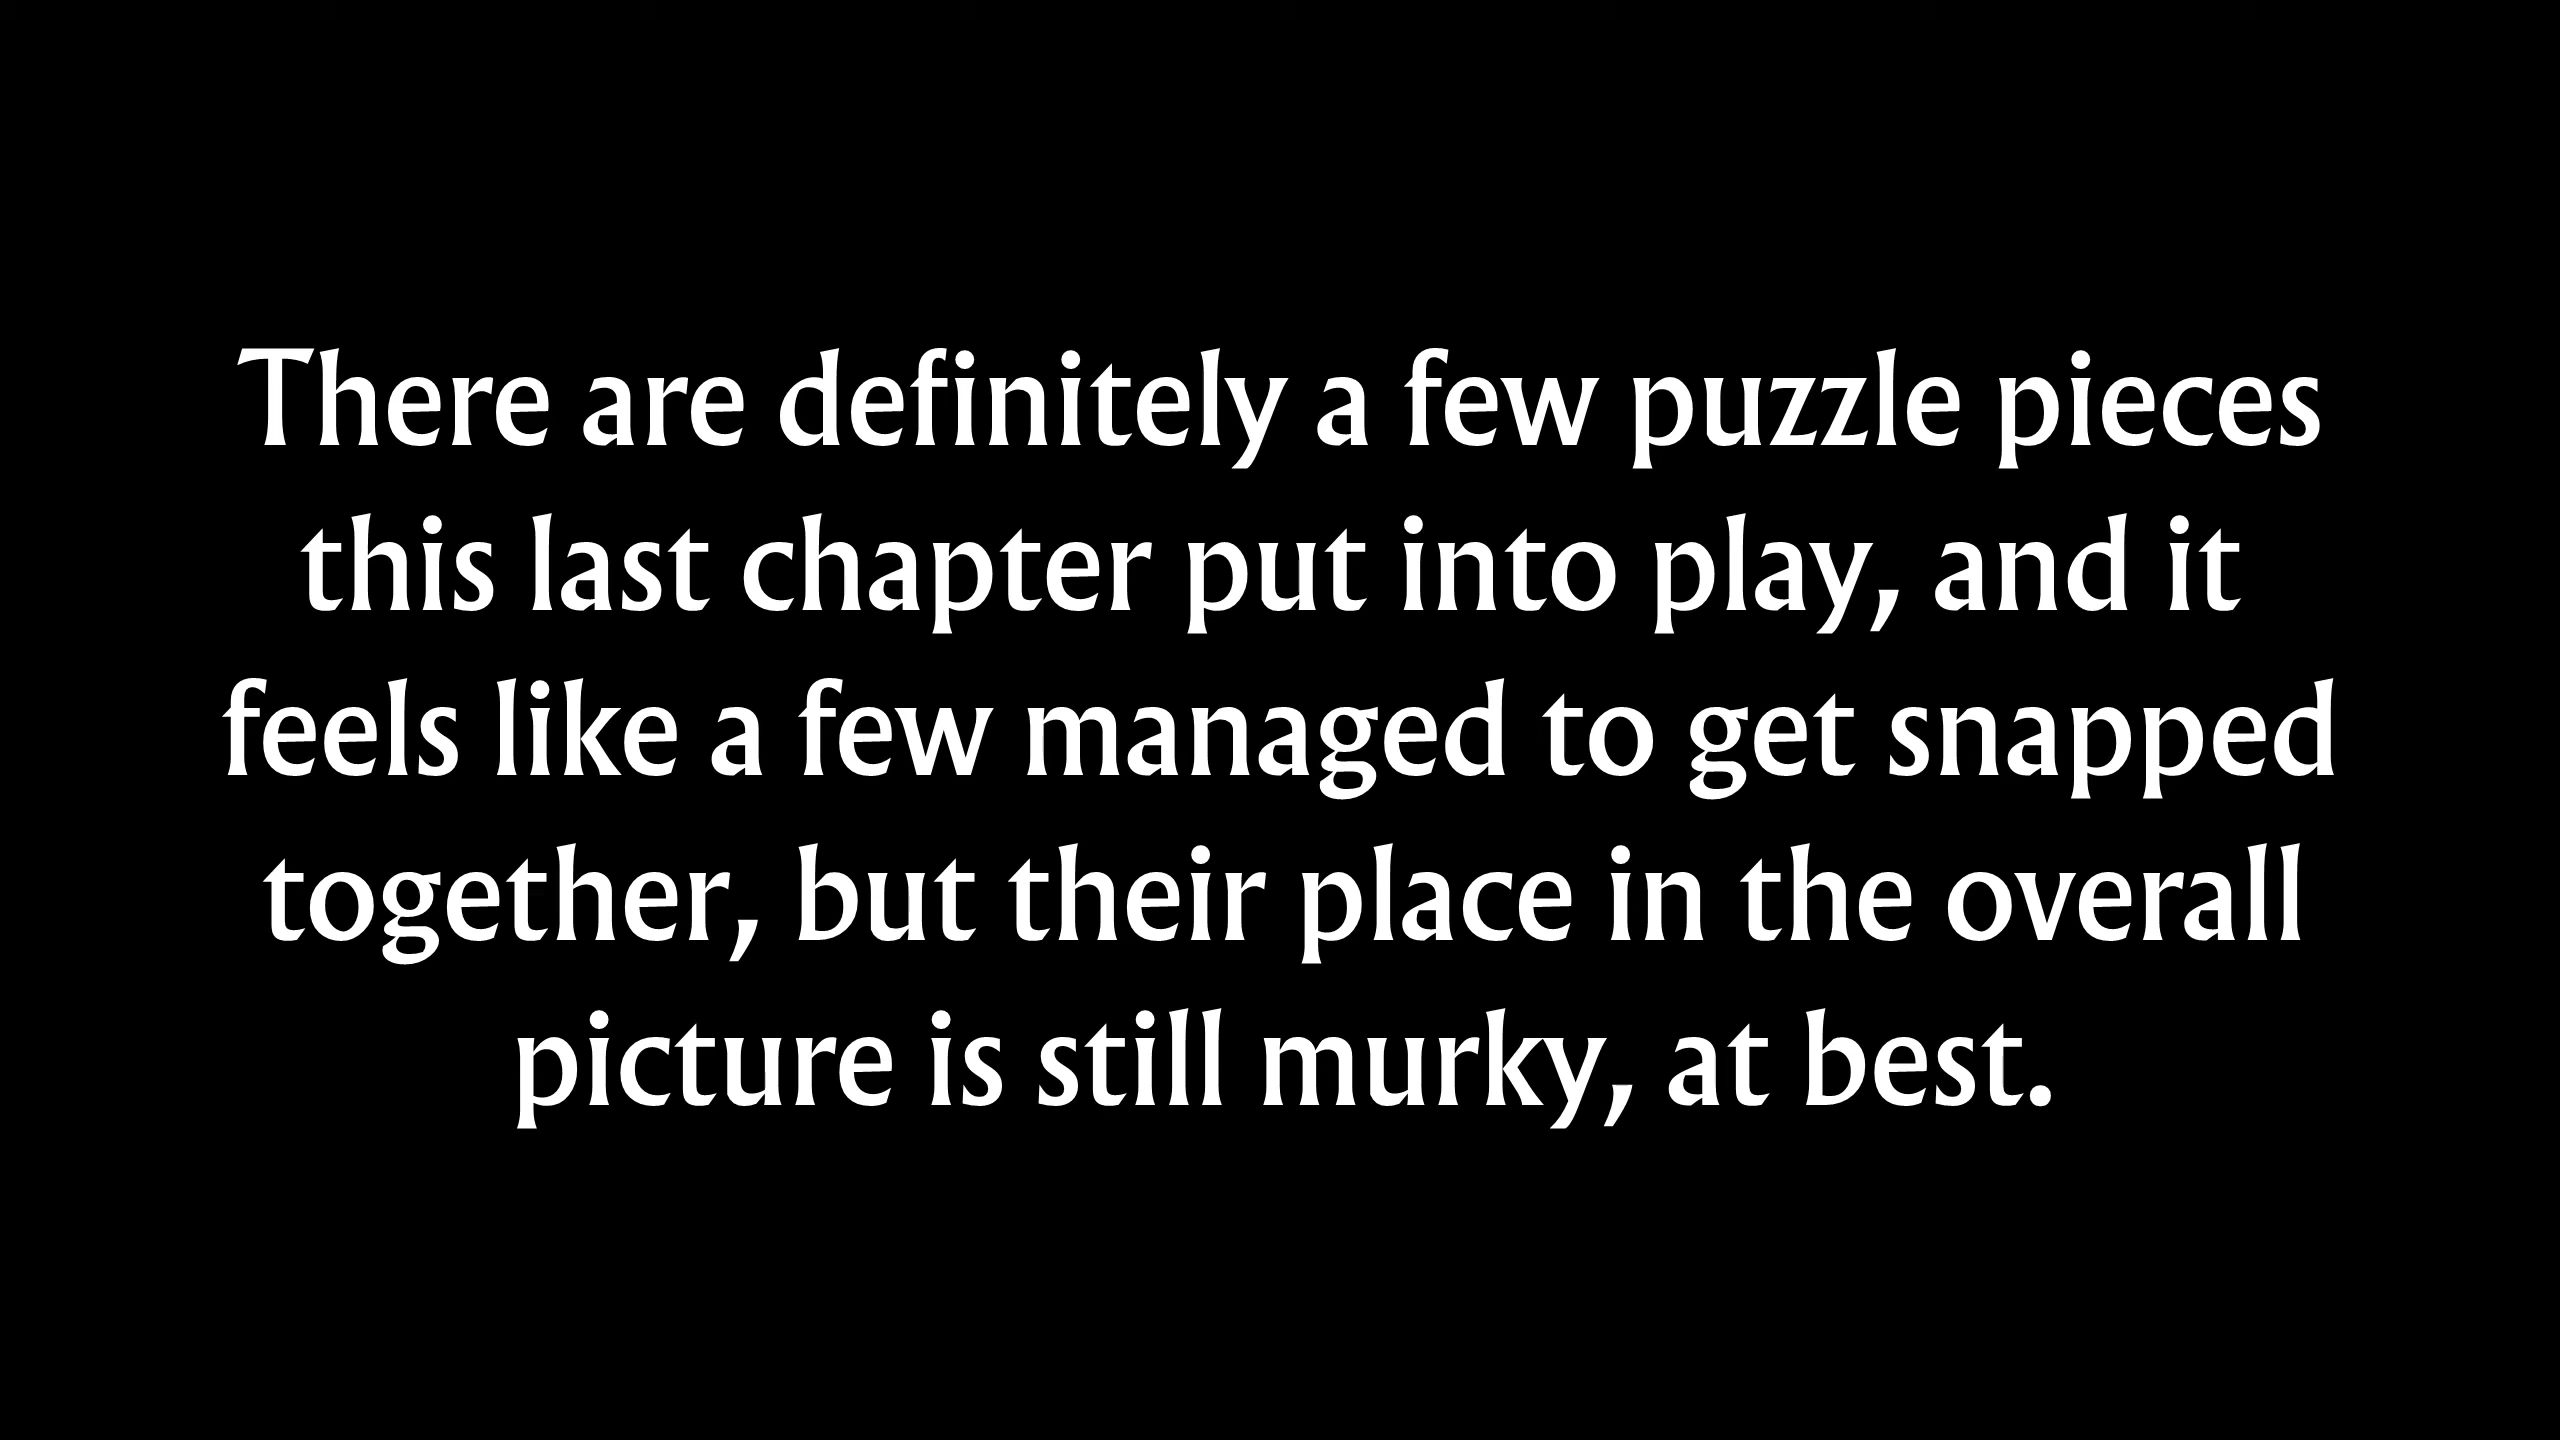 There are definitely a few puzzle pieces
this last chapter put into play, and it
feels like a few managed to get snapped
together, but their place in the overall
picture is still murky, at best.